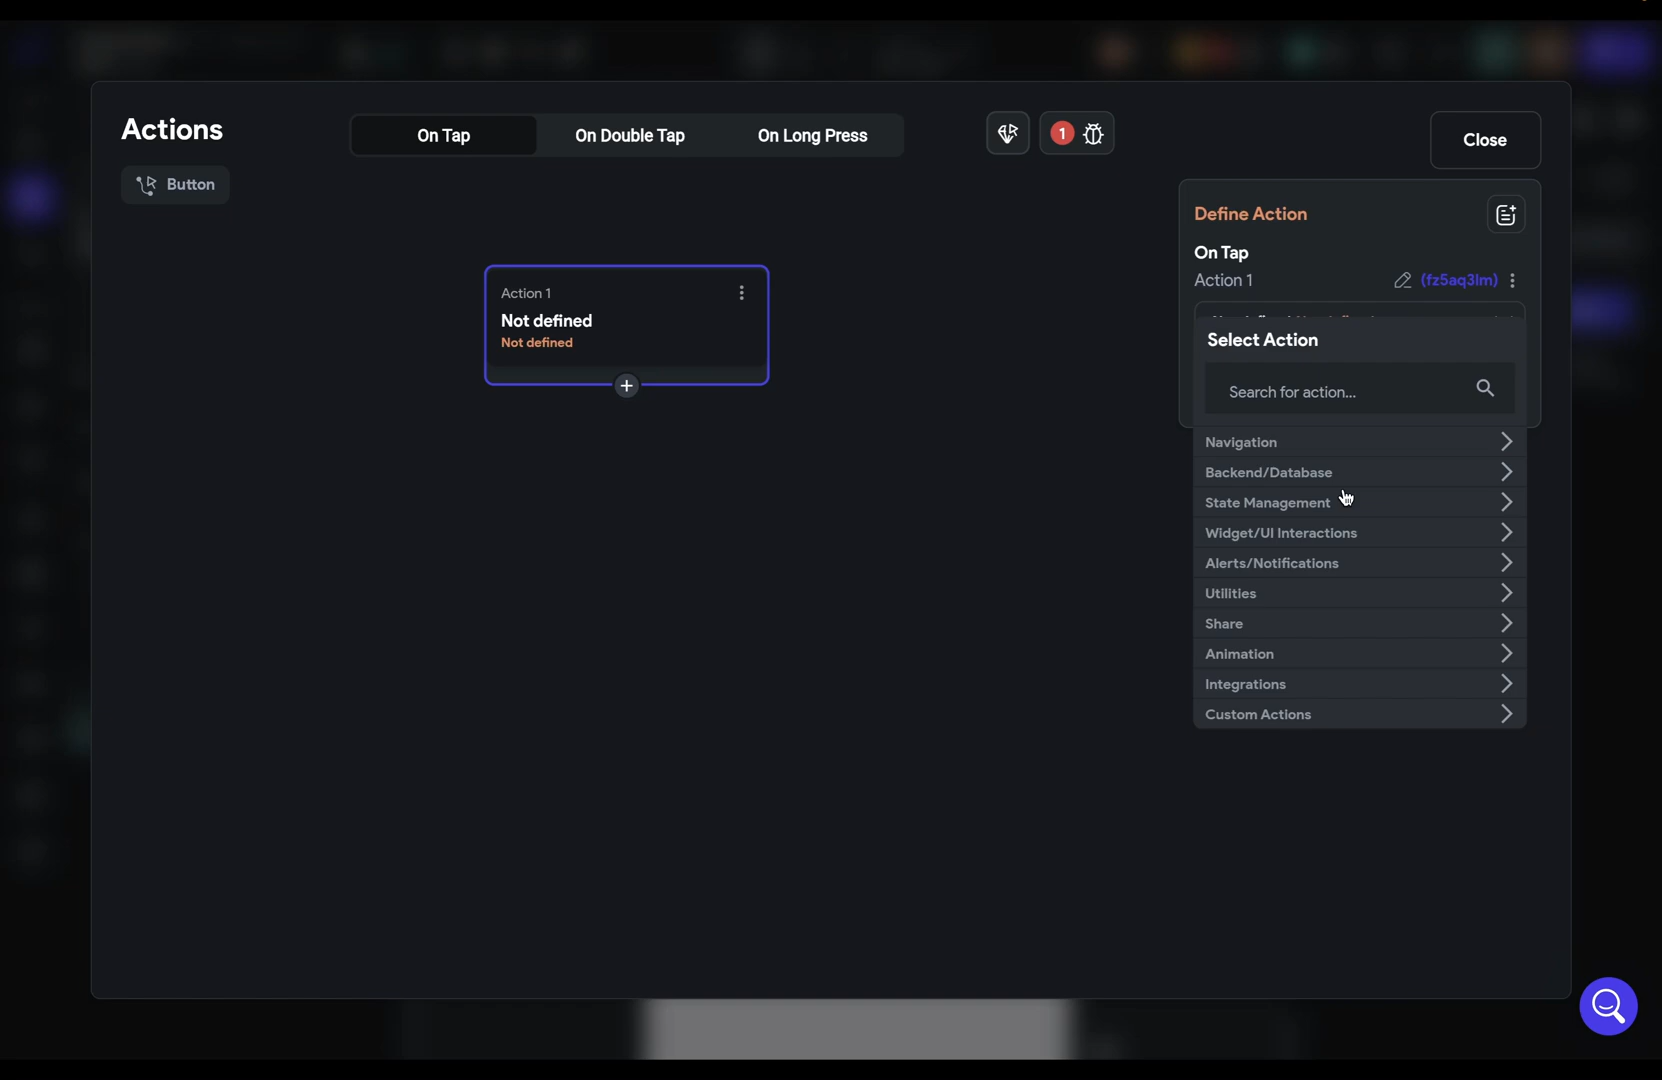 Actions
On Tap
On Double Tap
On Long Press
1
Close
Button
Define Action
On Tap
Action 1
(fz5aq3lm)
Action 1
Not defined
Not defined
Select Action
Search for action...
Navigation
Backend/Database
State Management
Widget/UI Interactions
Alerts/Notifications
Utilities
Share
Animation
Integrations
Custom Actions